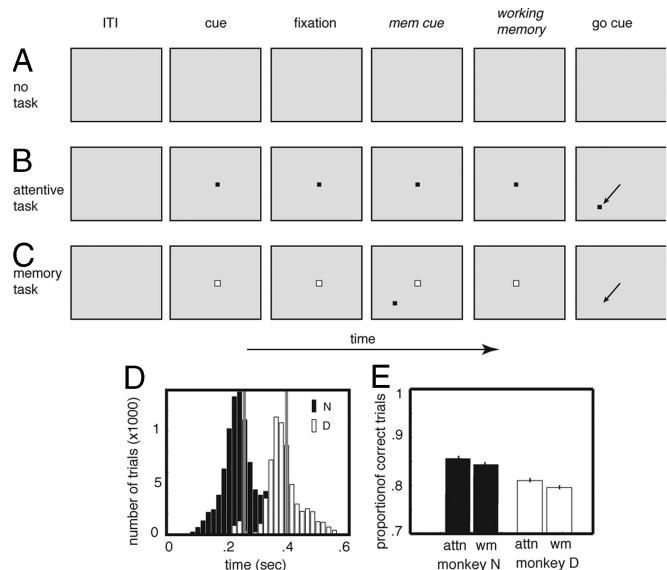 ITI cue fixation mem cue working memory go cue
A
no task
B
attentive task
C
memory task
time
D
number of trials (x1000)
1
5
0
N
D
0 .2 .4 .6
time (sec)
E
proportionof correct trials
1
.9
.8
.7
attn wm attn wm
monkey N monkey D